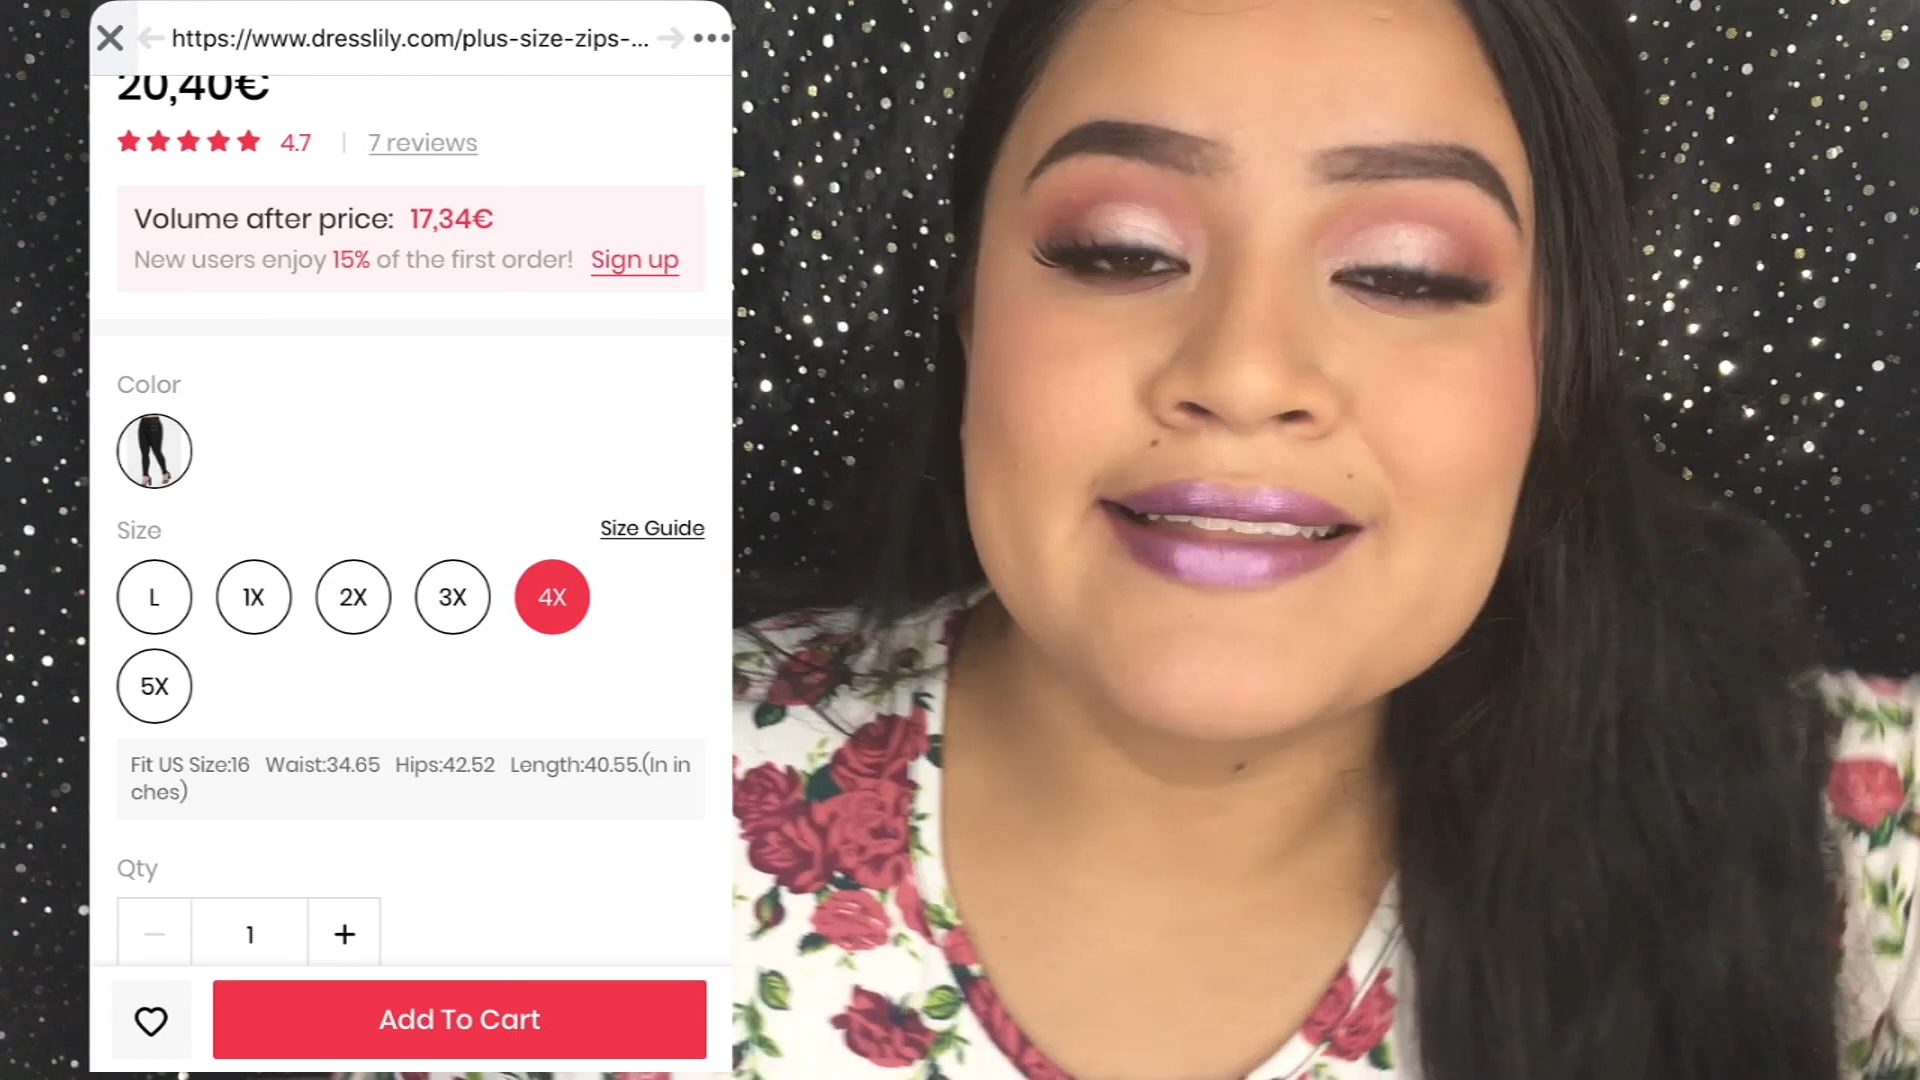 https://www.dresslily.com/plus-size-zips-...
20,40€
4.7 | 7 reviews
Volume after price: 17,34€
New users enjoy 15% of the first order! Sign up
Color
Size Size Guide
L 1X 2X 3X 4X
5X
Fit US Size:16 Waist:34.65 Hips:42.52 Length:40.55.(In in
ches)
Qty
1
Add To Cart